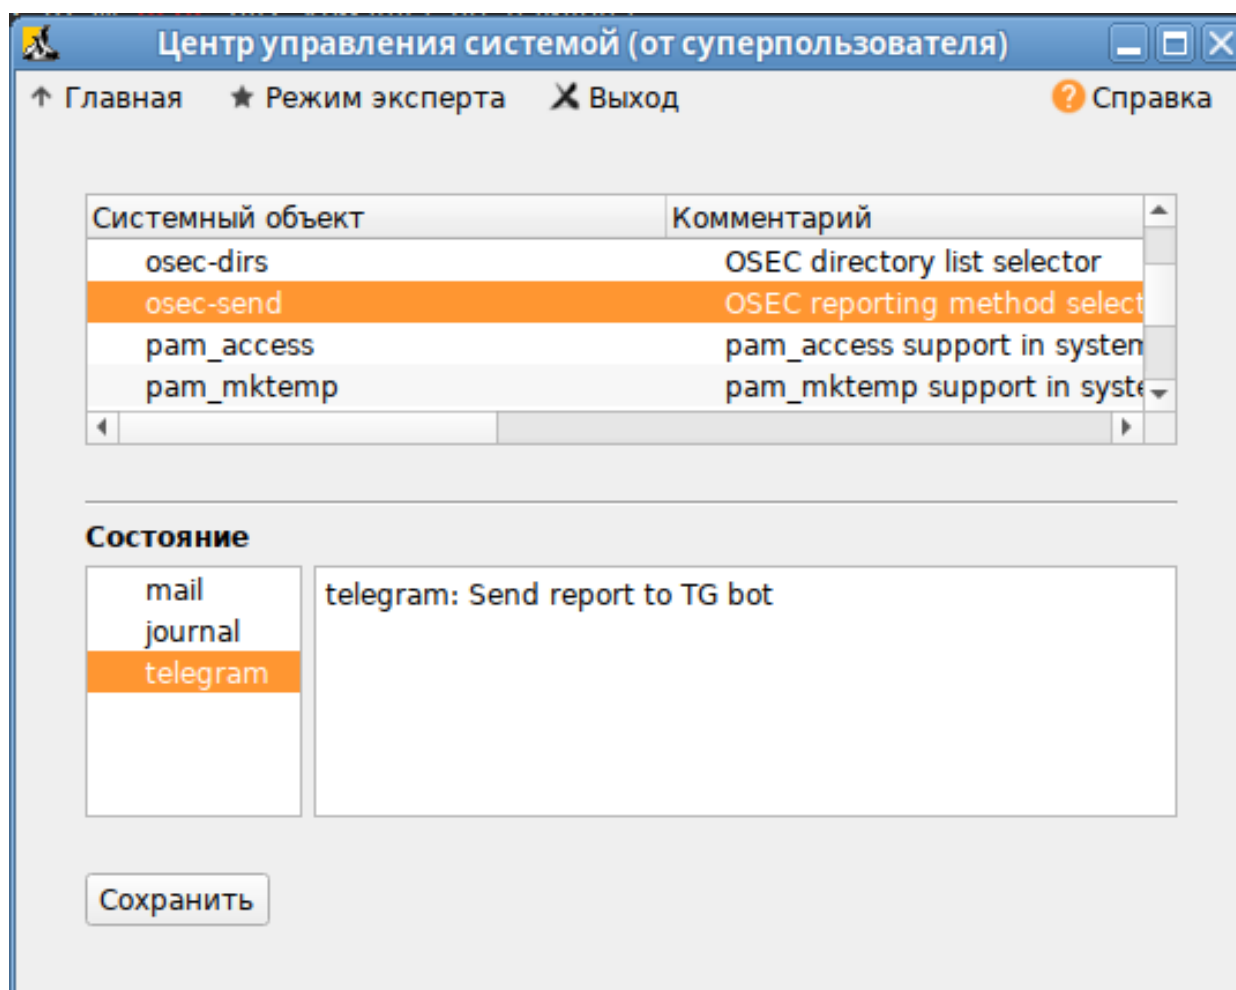 Центр управления системой (от суперпользователя)
Главная Режим эксперта Выход Справка
Системный объект Комментарий
osec-dirs OSEC directory list selector
osec-send OSEC reporting method select
pam_access pam_access support in system
pam_mktemp pam_mktemp support in syste
Состояние
mail
journal
telegram
telegram: Send report to TG bot
Сохранить